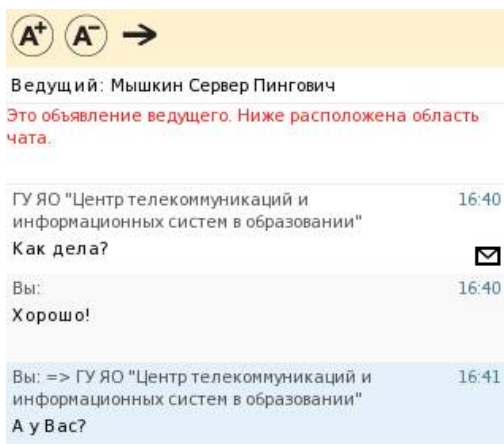 A+ A-
Ведущий: Мышкин Сервер Пингович
Это объявление ведущего. Ниже расположена область
чата.
ГУ ЯО "Центр телекоммуникаций и 16:40
информационных систем в образовании"
Как дела?
Вы: 16:40
Хорошо!
Вы: => ГУ ЯО "Центр телекоммуникаций и 16:41
информационных систем в образовании"
А у Вас?